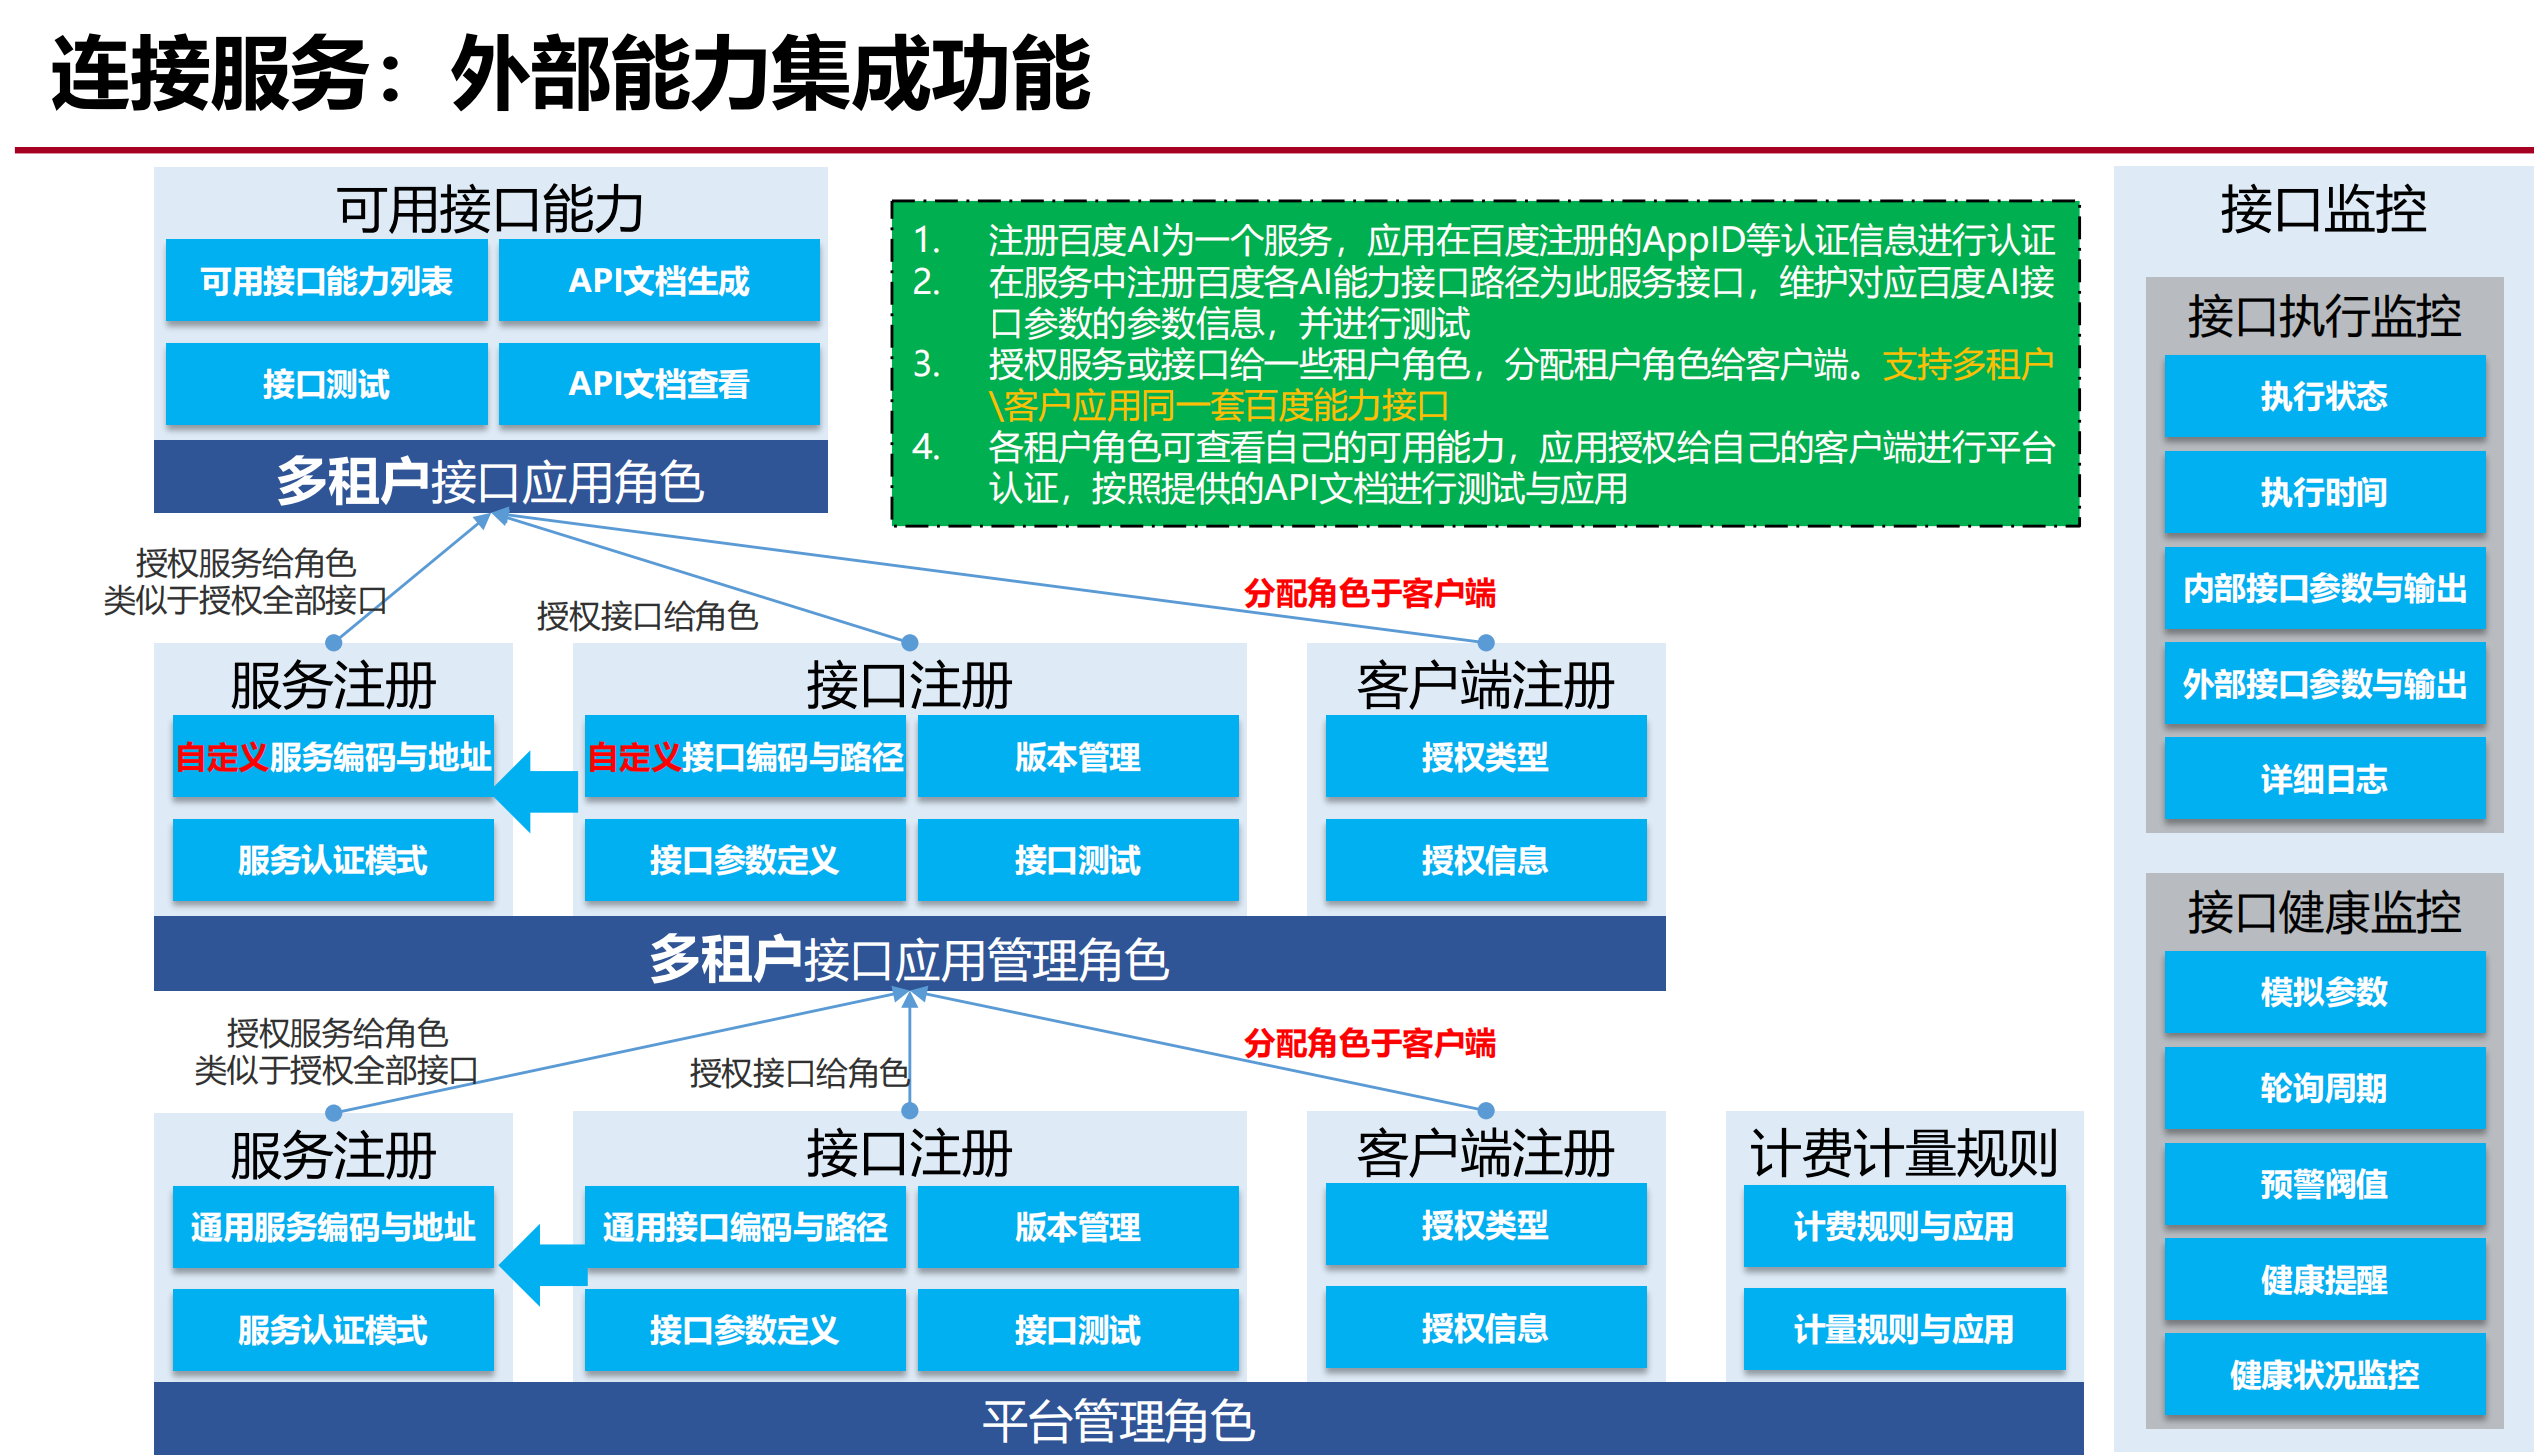 连接服务：外部能力集成功能
可用接口能力
可用接口能力列表
API文档生成
接口测试
API文档查看
多租户接口应用角色
1. 注册百度AI为一个服务，应用在百度注册的AppID等认证信息进行认证
2. 在服务中注册百度各AI能力接口路径为此服务接口，维护对应百度AI接
口参数的参数信息，并进行测试
3. 授权服务或接口给一些租户角色，分配租户角色给客户端。支持多租户
\客户应用同一套百度能力接口
4. 各租户角色可查看自己的可用能力，应用授权给自己的客户端进行平台
认证，按照提供的API文档进行测试与应用
授权服务给角色
类似于授权全部接口
授权接口给角色
分配角色于客户端
服务注册
自定义服务编码与地址
服务认证模式
接口注册
自定义接口编码与路径
版本管理
接口参数定义
接口测试
客户端注册
授权类型
授权信息
多租户接口应用管理角色
授权服务给角色
类似于授权全部接口
授权接口给角色
分配角色于客户端
服务注册
通用服务编码与地址
服务认证模式
接口注册
通用接口编码与路径
版本管理
接口参数定义
接口测试
客户端注册
授权类型
授权信息
计费计量规则
计费规则与应用
计量规则与应用
平台管理角色
接口监控
接口执行监控
执行状态
执行时间
内部接口参数与输出
外部接口参数与输出
详细日志
接口健康监控
模拟参数
轮询周期
预警阀值
健康提醒
健康状况监控